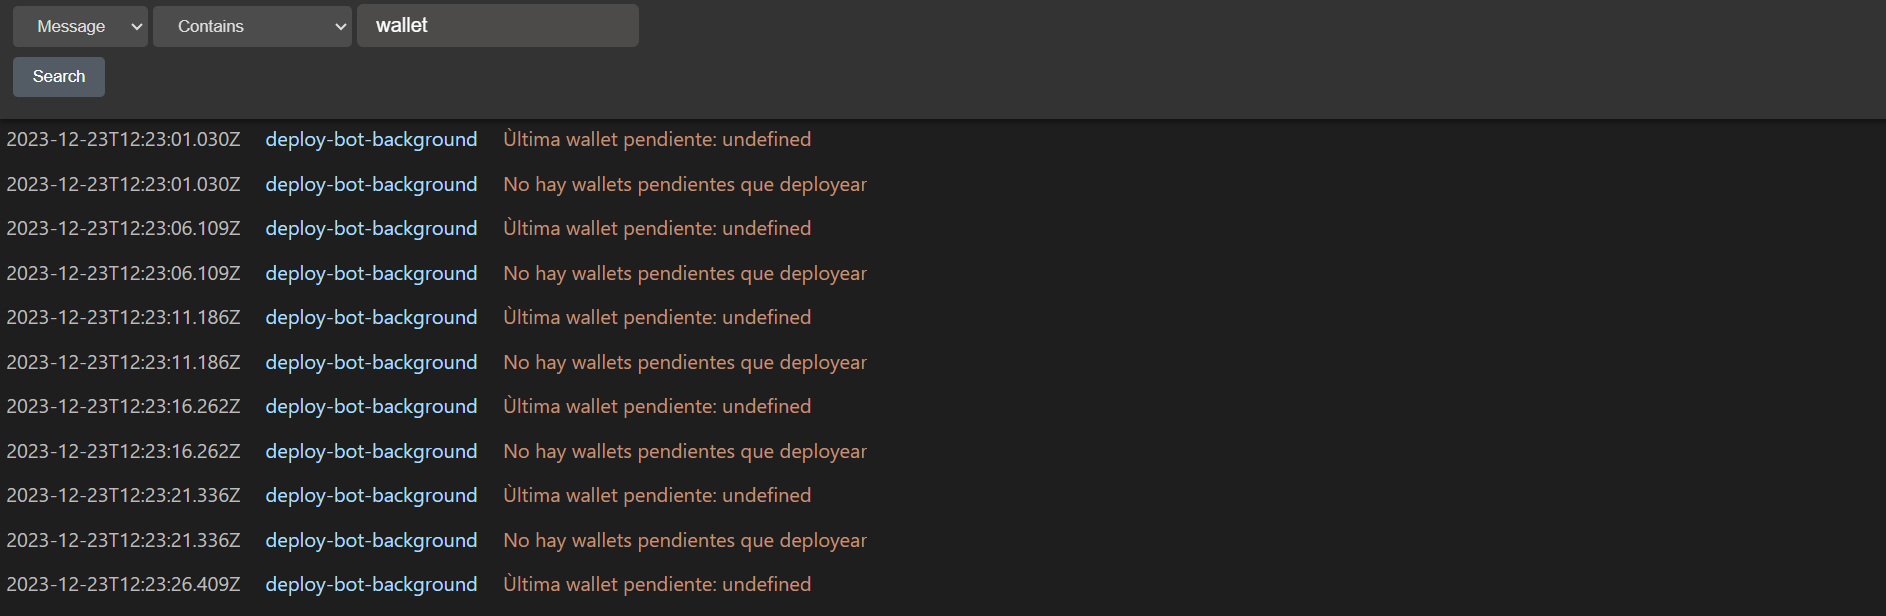 Message Contains wallet
Search
2023-12-23T12:23:01.030Z deploy-bot-background Ùltima wallet pendiente: undefined
2023-12-23T12:23:01.030Z deploy-bot-background No hay wallets pendientes que deployear
2023-12-23T12:23:06.109Z deploy-bot-background Ùltima wallet pendiente: undefined
2023-12-23T12:23:06.109Z deploy-bot-background No hay wallets pendientes que deployear
2023-12-23T12:23:11.186Z deploy-bot-background Ùltima wallet pendiente: undefined
2023-12-23T12:23:11.186Z deploy-bot-background No hay wallets pendientes que deployear
2023-12-23T12:23:16.262Z deploy-bot-background Ùltima wallet pendiente: undefined
2023-12-23T12:23:16.262Z deploy-bot-background No hay wallets pendientes que deployear
2023-12-23T12:23:21.336Z deploy-bot-background Ùltima wallet pendiente: undefined
2023-12-23T12:23:21.336Z deploy-bot-background No hay wallets pendientes que deployear
2023-12-23T12:23:26.409Z deploy-bot-background Ùltima wallet pendiente: undefined